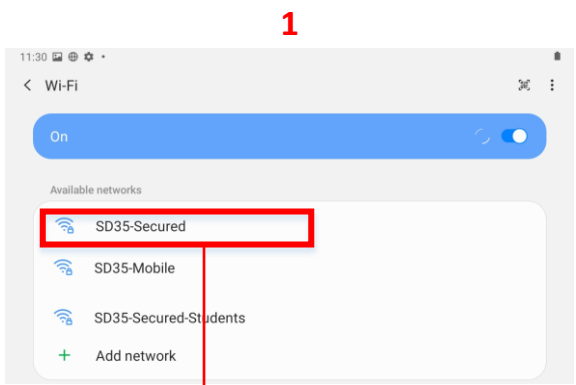 1
11:30
Wi-Fi
On
Available networks
SD35-Secured
SD35-Mobile
SD35-Secured-Students
Add network